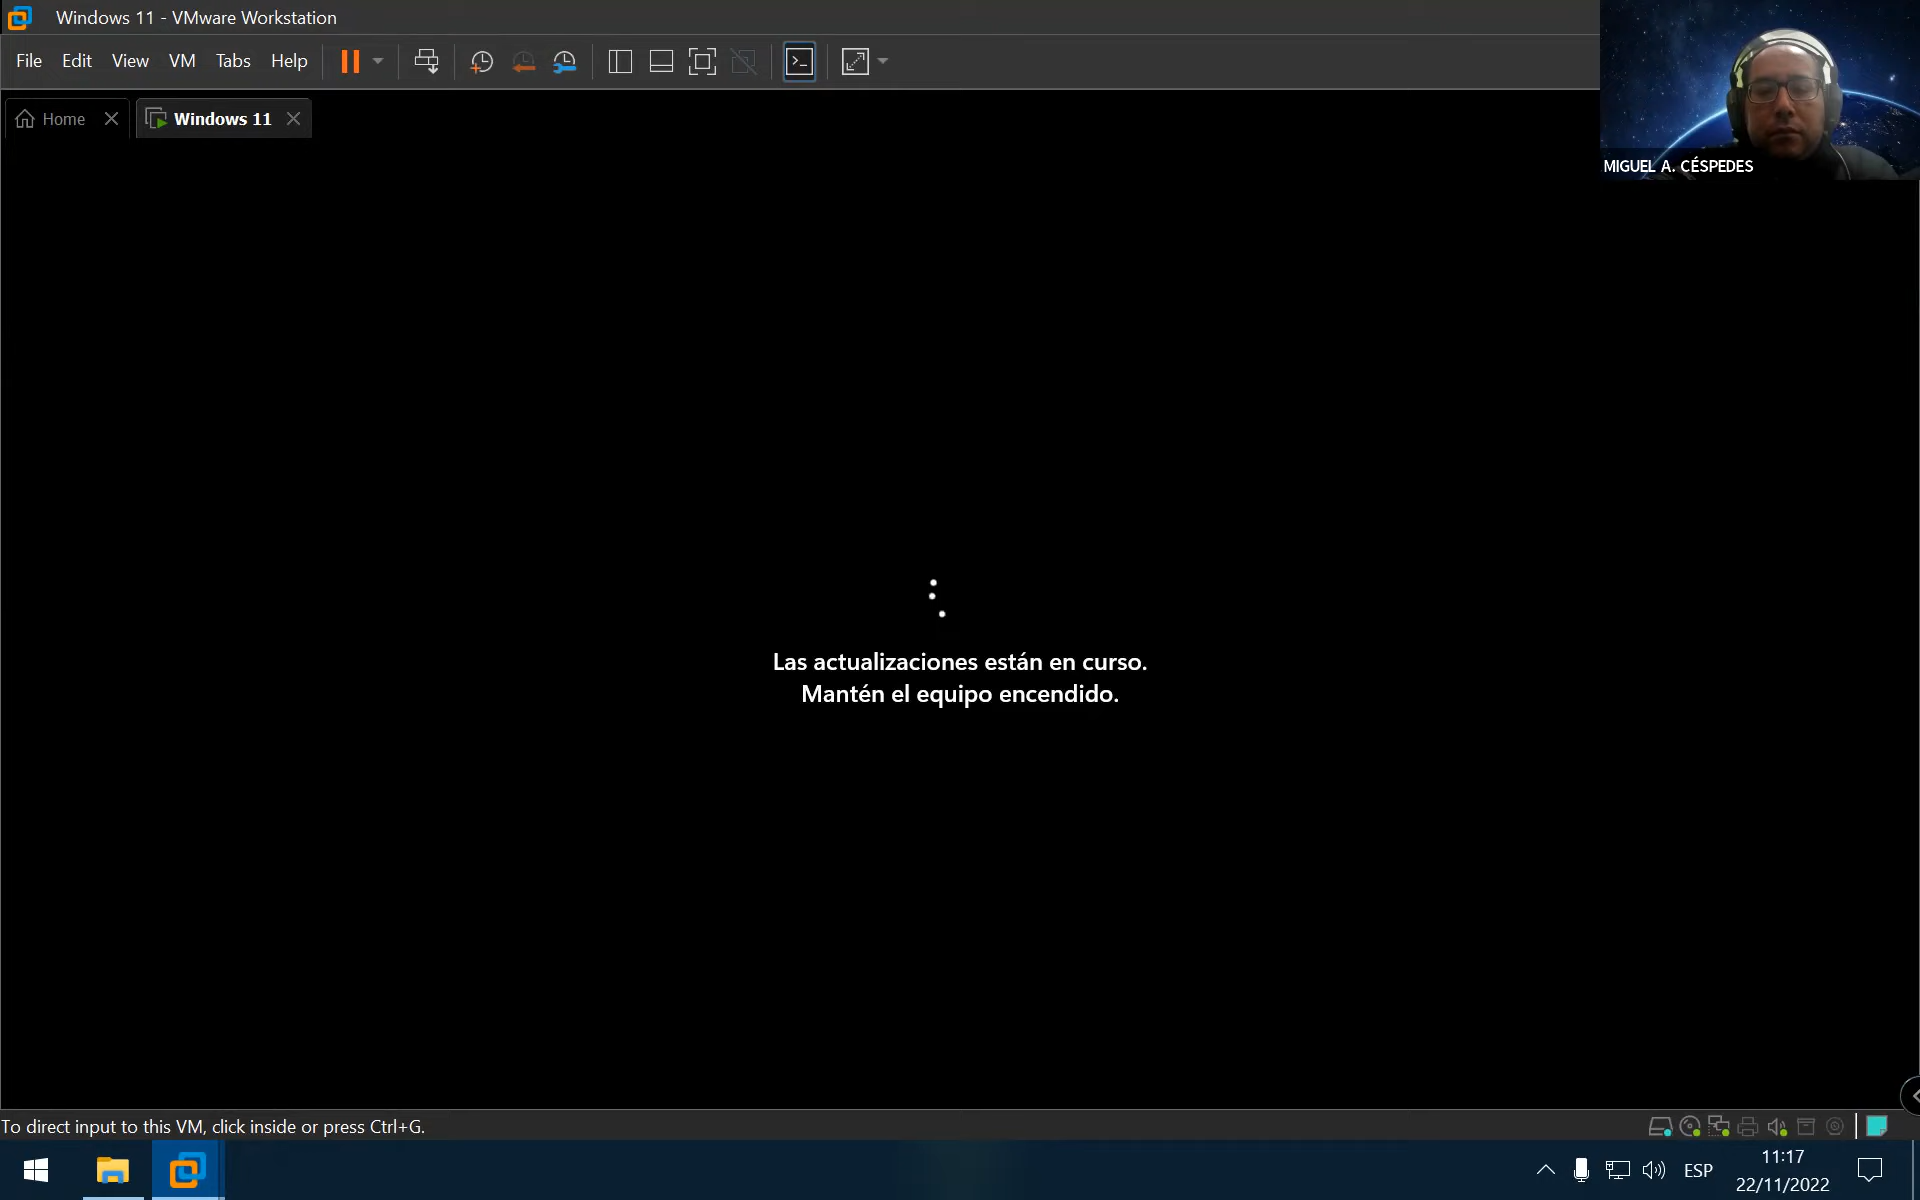 Windows 11 - VMware Workstation
File Edit View VM Tabs Help
Home
Windows 11
MIGUEL A. CÉSPEDES
Las actualizaciones están en curso.
Mantén el equipo encendido.
To direct input to this VM, click inside or press Ctrl+G.
ESP
11:17
22/11/2022